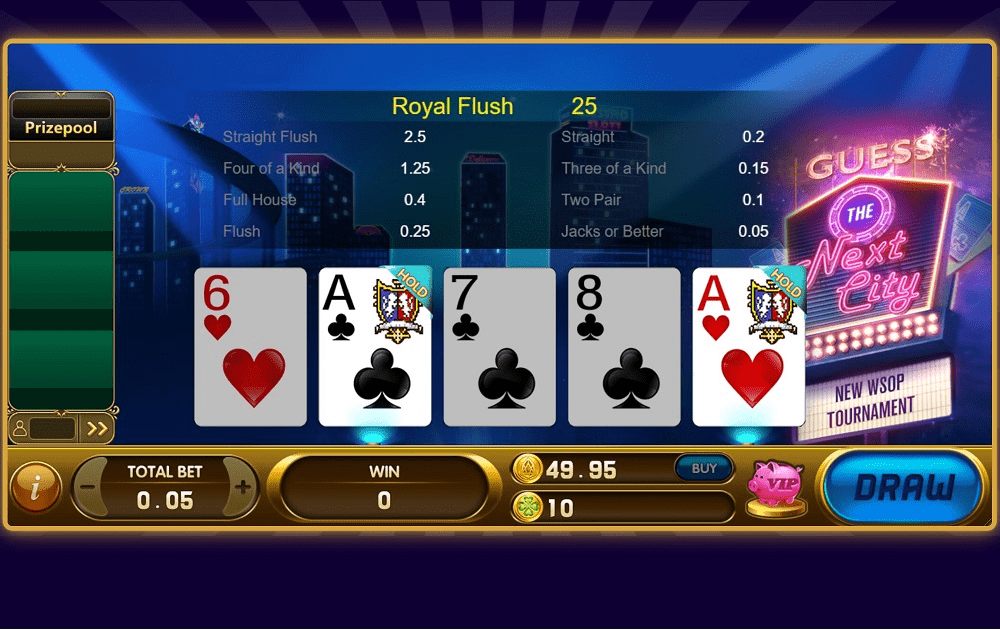 Royal Flush 25
Straight Flush 2.5 Straight 0.2
Four of a Kind 1.25 Three of a Kind 0.15
Full House 0.4 Two Pair 0.1
Flush 0.25 Jacks or Better 0.05
Prizepool
GUESS
THE
Next
City
NEW WSOP
TOURNAMENT
6 A HOLD 7 8 A HOLD
TOTAL BET
0.05
WIN
0
49.95 BUY
10
VIP
DRAW
i
- +
>>